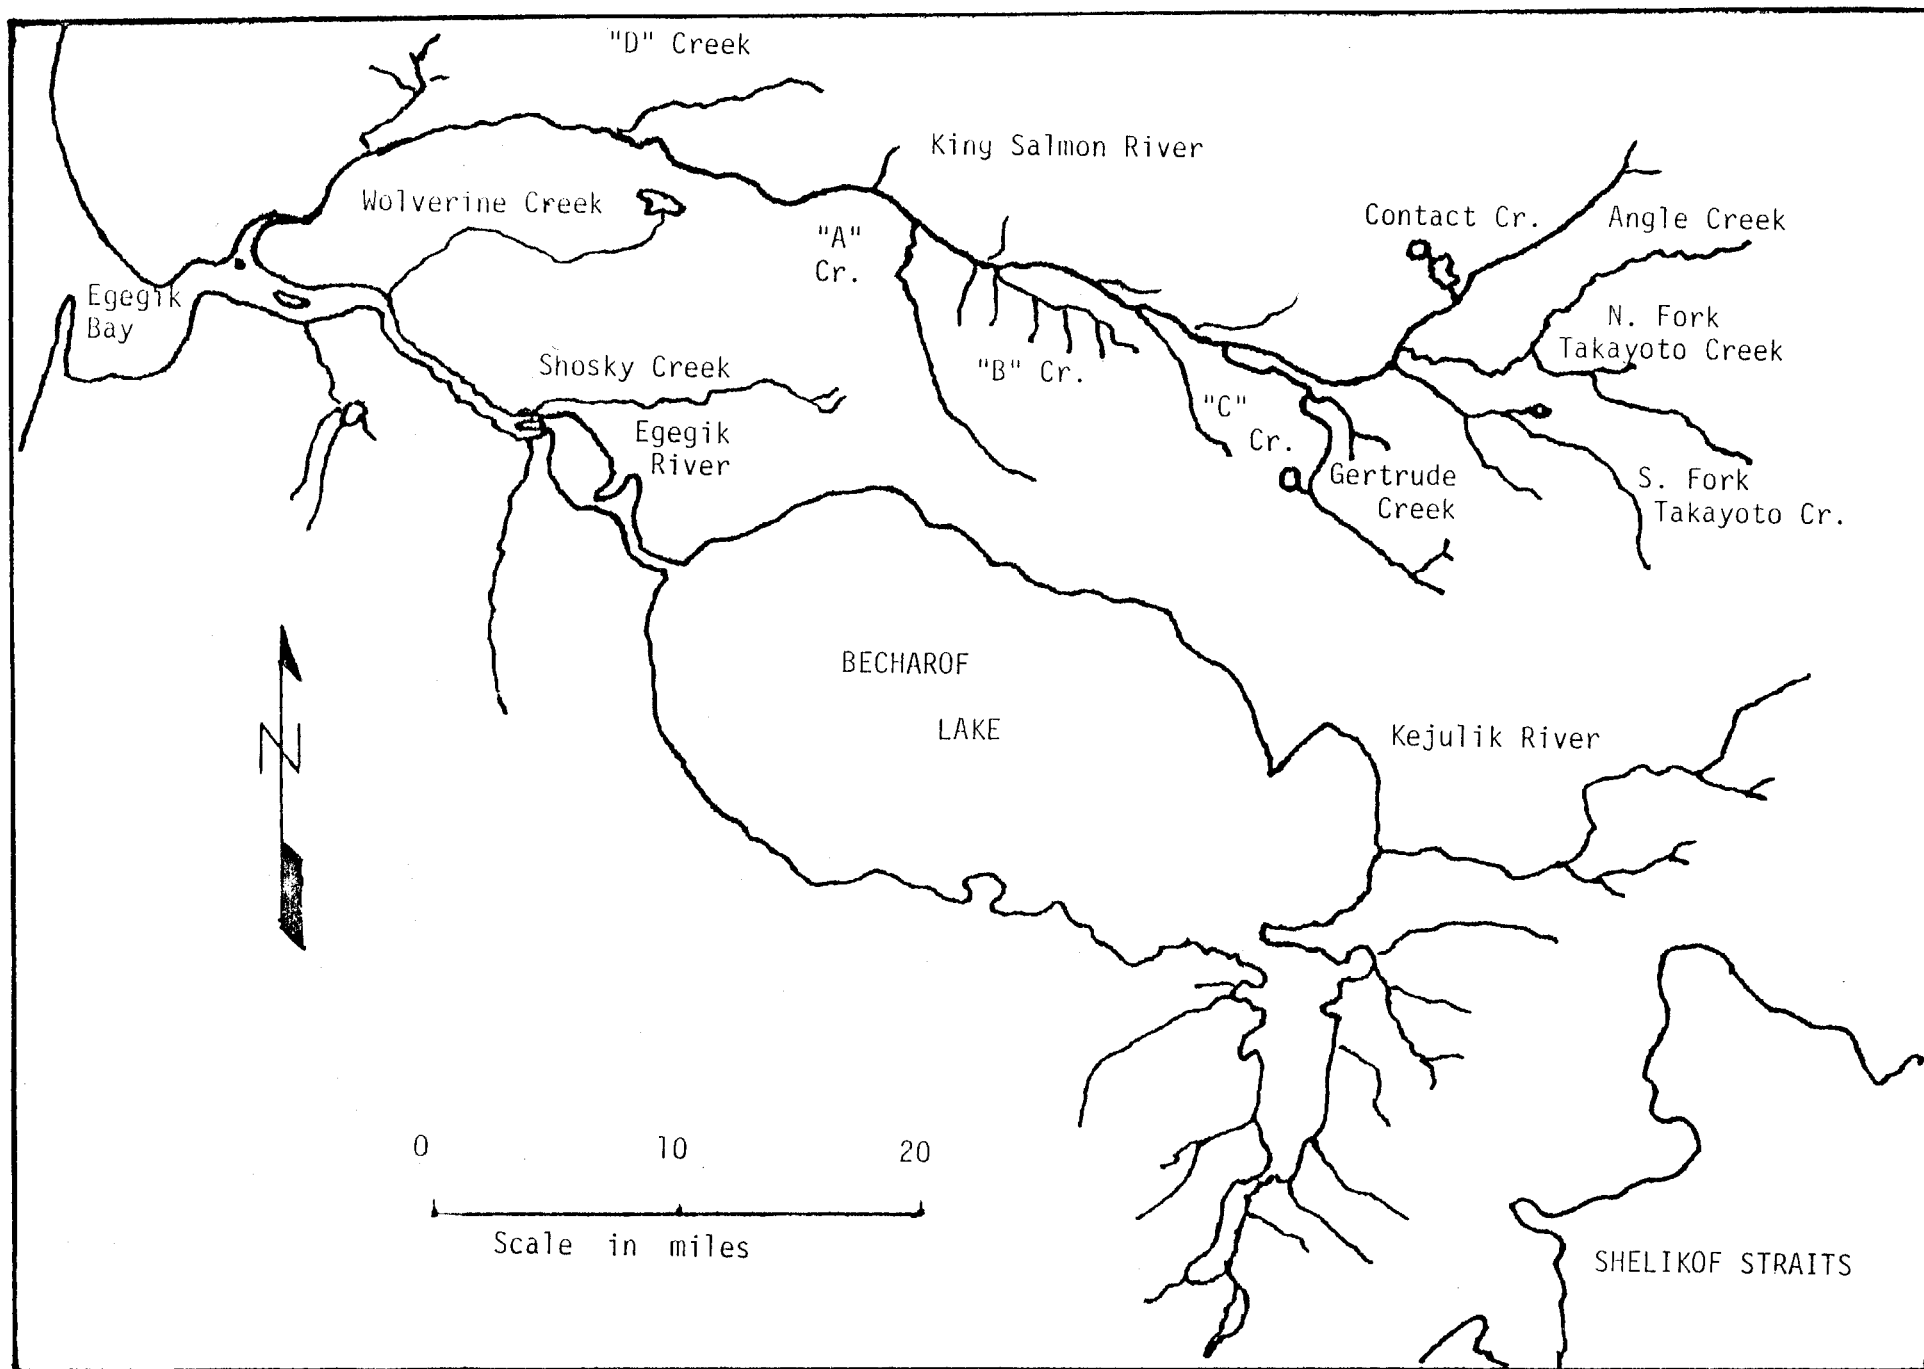 "D" Creek
King Salmon River
Wolverine Creek
"A"
Cr.
Contact Cr.
Angle Creek
Egegik
Bay
N. Fork
Takayoto Creek
Shosky Creek
"B" Cr.
"C"
Cr.
Egegik
River
Gertrude
Creek
S. Fork
Takayoto Cr.
BECHAROF
LAKE
N
Kejulik River
0 10 20
Scale in miles
SHELIKOF STRAITS